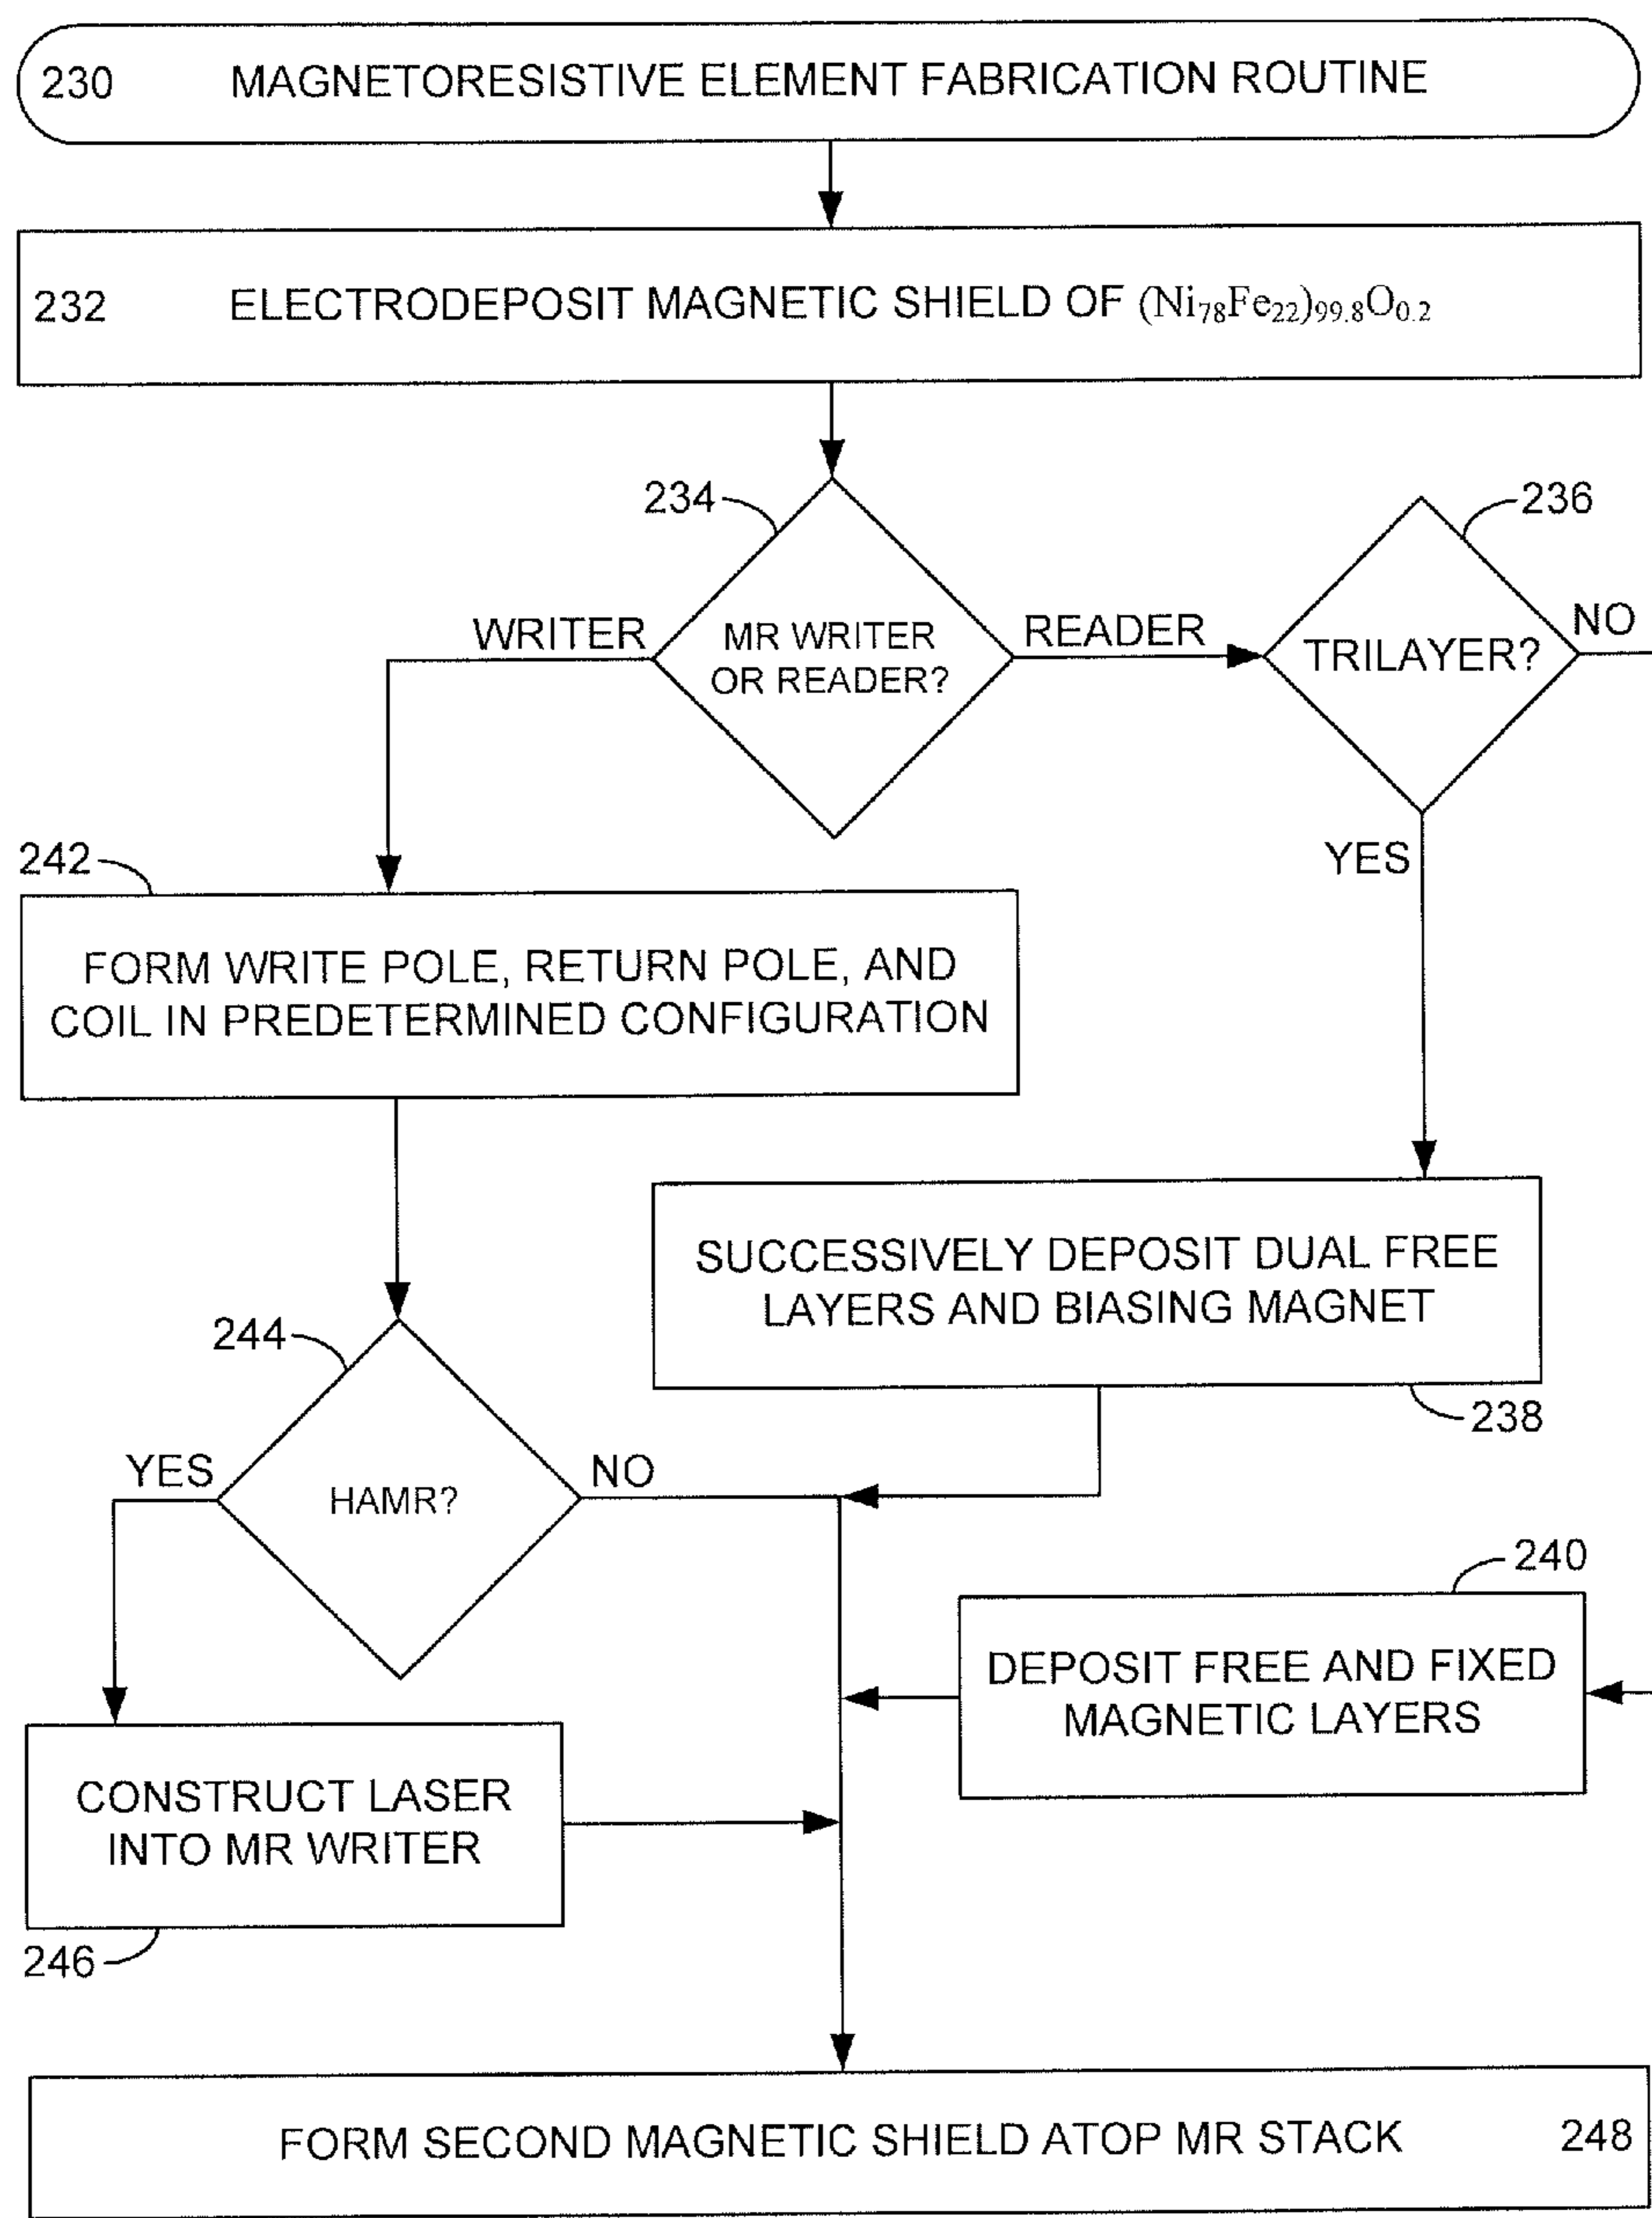 230 MAGNETORESISTIVE ELEMENT FABRICATION ROUTINE
232 ELECTRODEPOSIT MAGNETIC SHIELD OF (Ni₇₈Fe₂₂)₉₉.₈O₀.₂
234
236
WRITER
MR WRITER
OR READER?
READER
TRILAYER?
NO
YES
242
FORM WRITE POLE, RETURN POLE, AND
COIL IN PREDETERMINED CONFIGURATION
SUCCESSIVELY DEPOSIT DUAL FREE
LAYERS AND BIASING MAGNET
238
244
YES
HAMR?
NO
240
DEPOSIT FREE AND FIXED
MAGNETIC LAYERS
CONSTRUCT LASER
INTO MR WRITER
246
FORM SECOND MAGNETIC SHIELD ATOP MR STACK 248